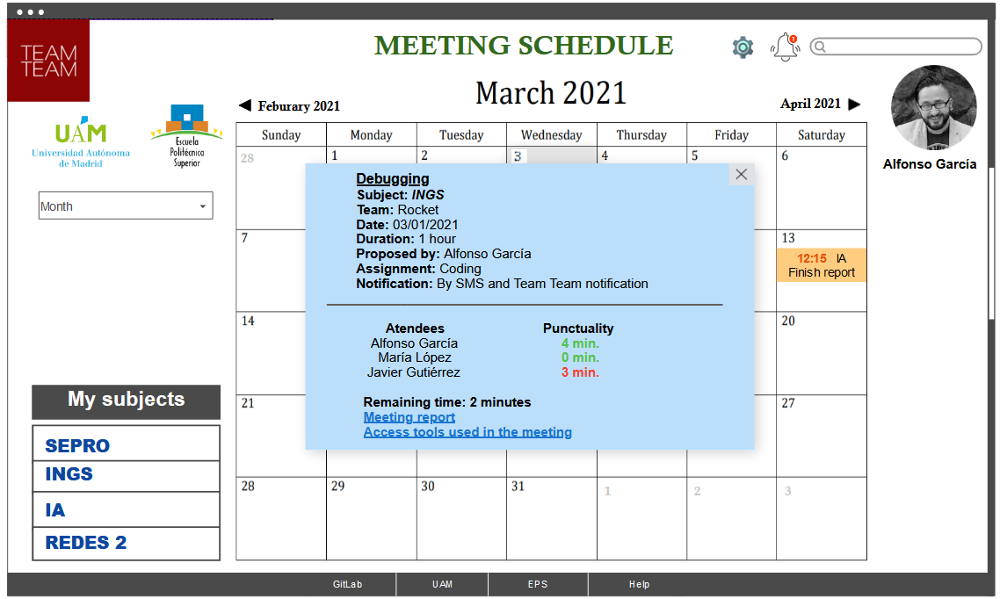 TEAM
TEAM
MEETING SCHEDULE
1
UAM
Universidad Autónoma
de Madrid
Escuela
Politécnica
Superior
Month
Feburary 2021
March 2021
April 2021
Alfonso García
Sunday Monday Tuesday Wednesday Thursday Friday Saturday
28 1 2 3 4 5 6
7 13
12:15 IA
Finish report
14 20
21 27
28 29 30 31 1 2 3
Debugging
Subject: INGS
Team: Rocket
Date: 03/01/2021
Duration: 1 hour
Proposed by: Alfonso García
Assignment: Coding
Notification: By SMS and Team Team notification
Atendees Punctuality
Alfonso García 4 min.
María López 0 min.
Javier Gutiérrez 3 min.
Remaining time: 2 minutes
Meeting report
Access tools used in the meeting
My subjects
SEPRO
INGS
IA
REDES 2
GitLab UAM EPS Help